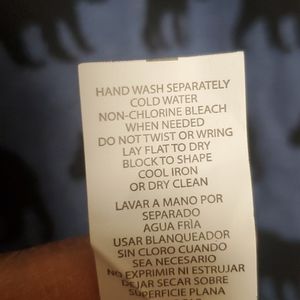 HAND WASH SEPARATELY
COLD WATER
NON-CHLORINE BLEACH
WHEN NEEDED
DO NOT TWIST OR WRING
LAY FLAT TO DRY
BLOCK TO SHAPE
COOL IRON
OR DRY CLEAN
LAVAR A MANO POR
SEPARADO
AGUA FRÌA
USAR BLANQUEADOR
SIN CLORO CUANDO
SEA NECESARIO
NO EXPRIMIR NI ESTRUJAR
DEJAR SECAR SOBRE
SUPERFICIE PLANA